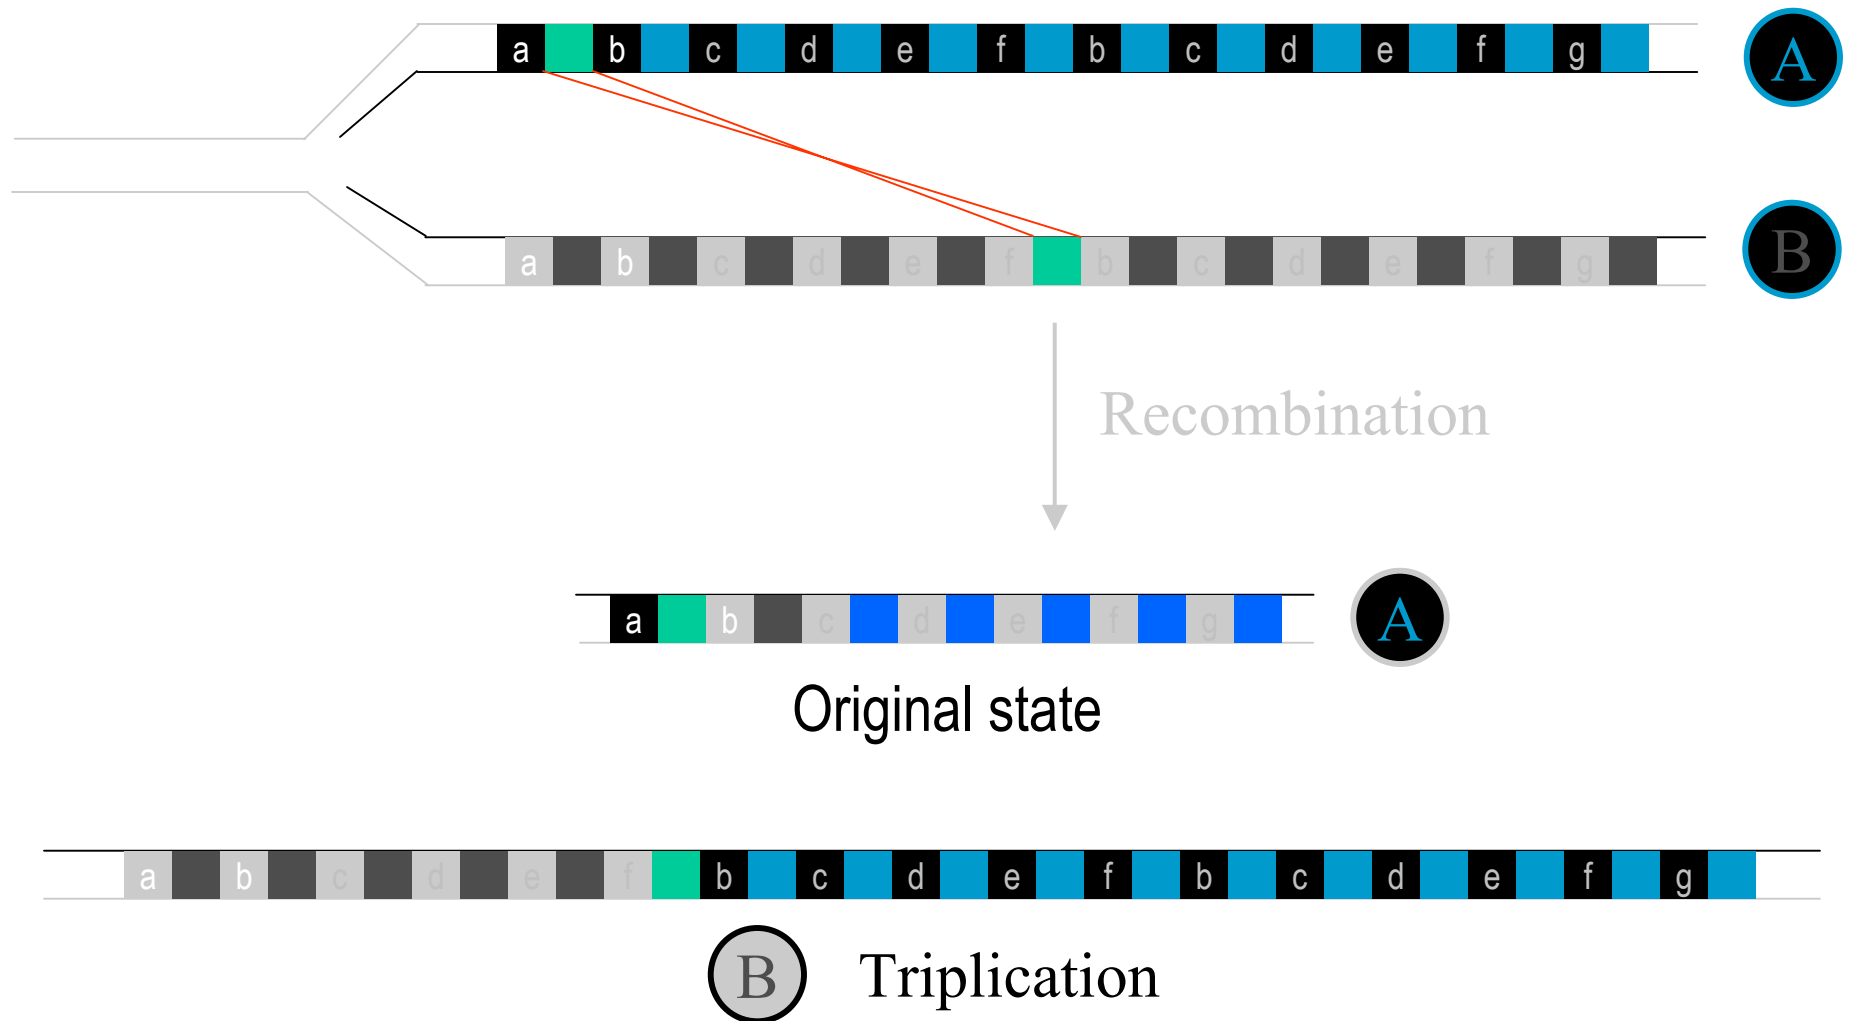 a b c d e f b c d e f g A
a b c d e f b c d e f g B
Recombination
a b c d e f g A
Original state
a b c d e f b c d e f b c d e f g
B Triplication